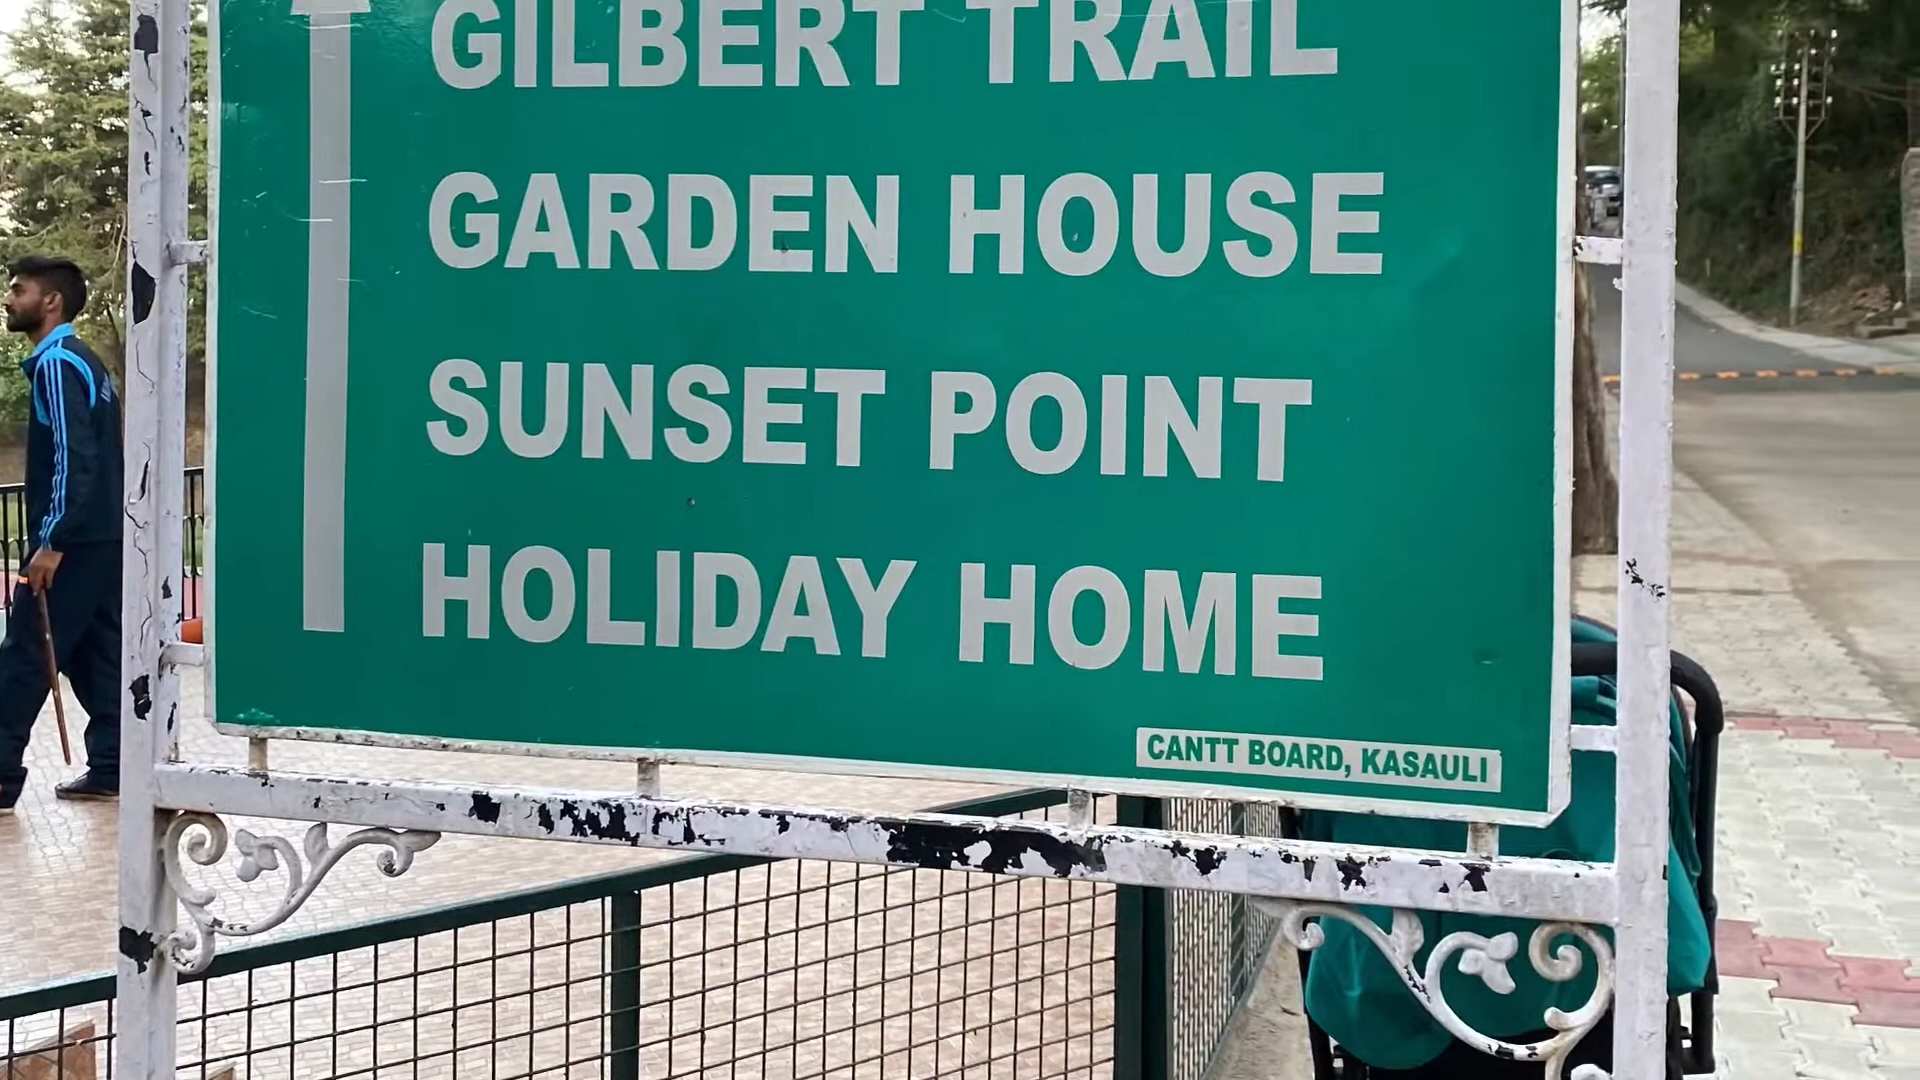 GILBERT TRAIL
GARDEN HOUSE
SUNSET POINT
HOLIDAY HOME
CANTT BOARD, KASAULI